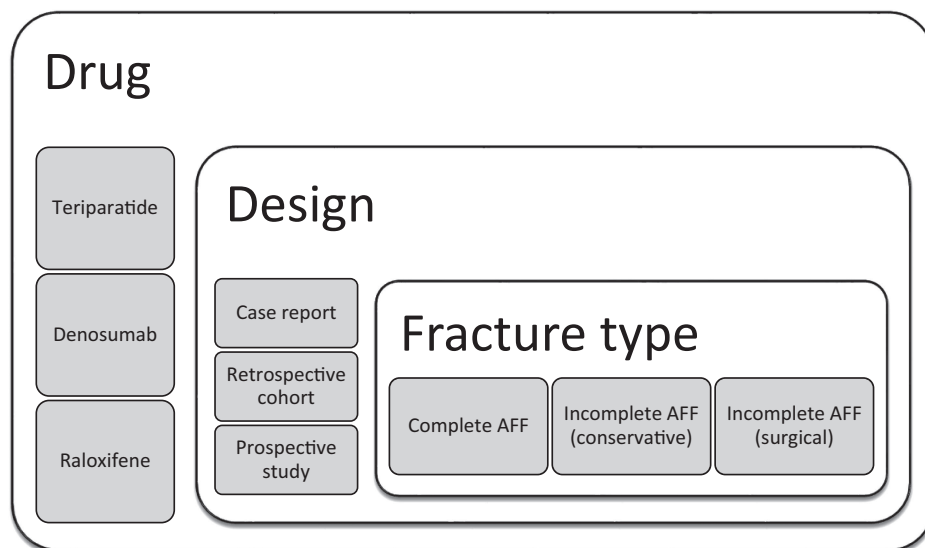 Drug
Teriparatide
Denosumab
Raloxifene
Design
Case report
Retrospective
cohort
Prospective
study
Fracture type
Complete AFF
Incomplete AFF
(conservative)
Incomplete AFF
(surgical)